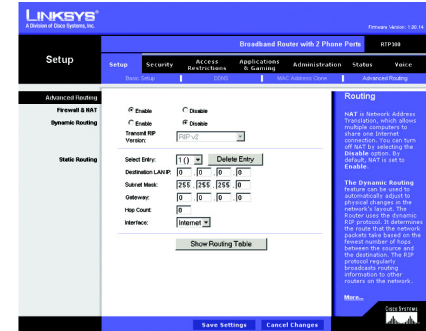 LINKSYS®
A Division of Cisco Systems, Inc.
Firmware Version: 1.00.14
Broadband Router with 2 Phone Ports RTP300
Setup
Setup Security Access Restrictions Applications & Gaming Administration Status Voice
Basic Setup DDNS MAC Address Clone Advanced Routing
Advanced Routing
Firewall & NAT
Enable Disable
Dynamic Routing
Enable Disable
Transmit RIP Version: RIP v2
Static Routing
Select Entry: 1 () Delete Entry
Destination LAN IP: 0 . 0 . 0 . 0
Subnet Mask: 255 . 255 . 255 . 0
Gateway: 0 . 0 . 0 . 0
Hop Count: 0
Interface: Internet
Show Routing Table
Save Settings Cancel Changes
Routing
NAT is Network Address
Translation, which allows
multiple computers to
share one Internet
connection. You can turn
off NAT by selecting the
Disable option. By
default, NAT is set to
Enable.
The Dynamic Routing
feature can be used to
automatically adjust to
physical changes in the
network's layout. The
Router uses the dynamic
RIP protocol. It determines
the route that the network
packets take based on the
fewest number of hops
between the source and
the destination. The RIP
protocol regularly
broadcasts routing
information to other
routers on the network.
More...
CISCO SYSTEMS